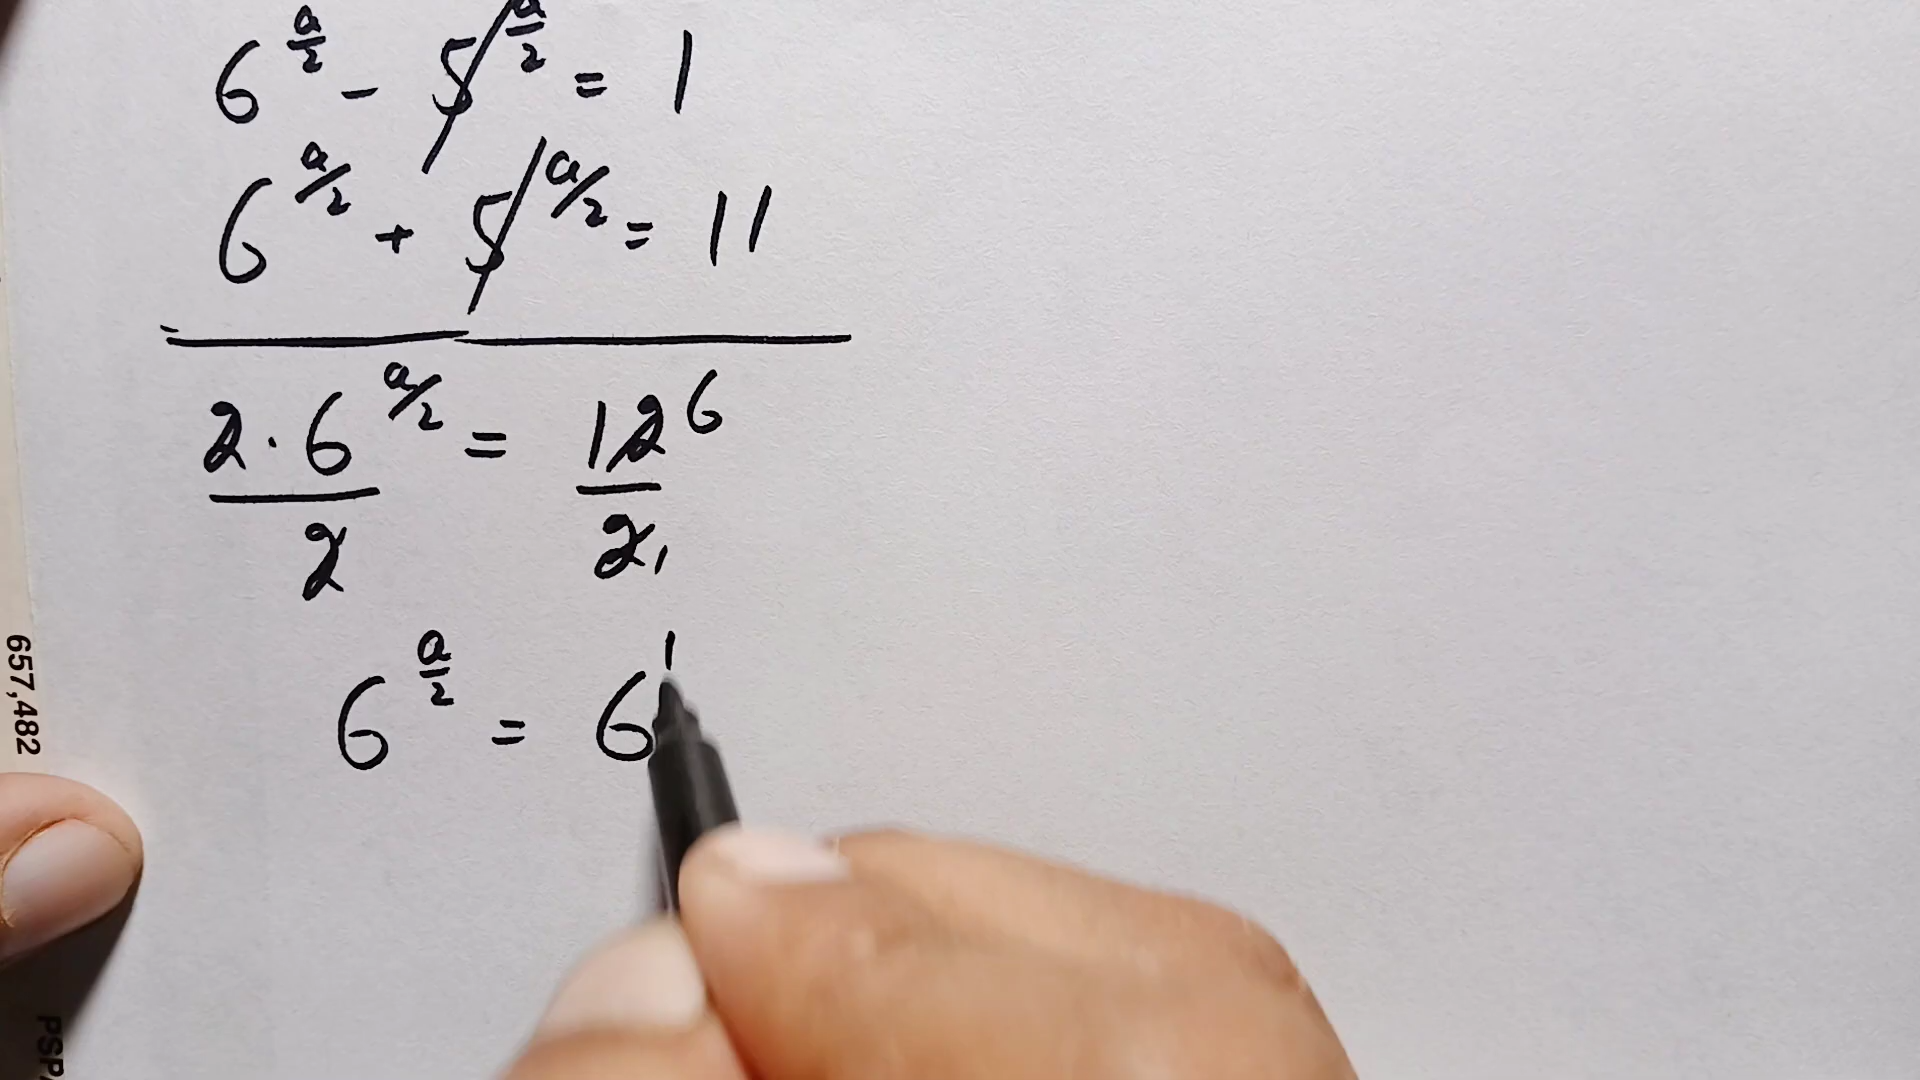 6^{a/2} - 5^{a/2} = 1
6^{a/2} + 5^{a/2} = 11
2 · 6^{a/2} = 12 6
2 2 1
6^{a/2} = 6^1
657,482